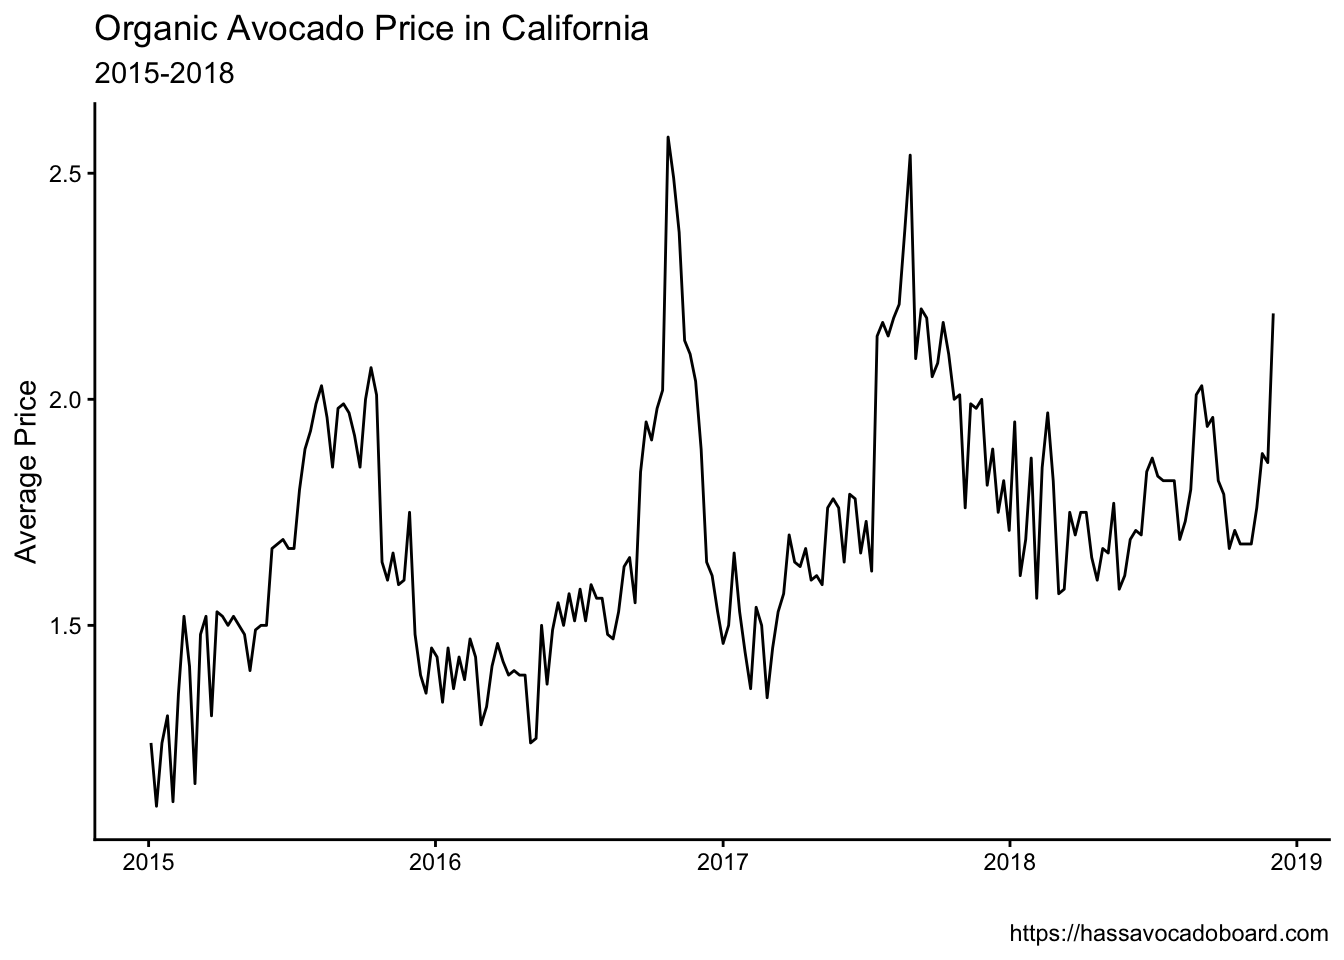 Organic Avocado Price in California
2015-2018
Average Price
2.5
2.0
1.5
2015 2016 2017 2018 2019
https://hassavocadoboard.com